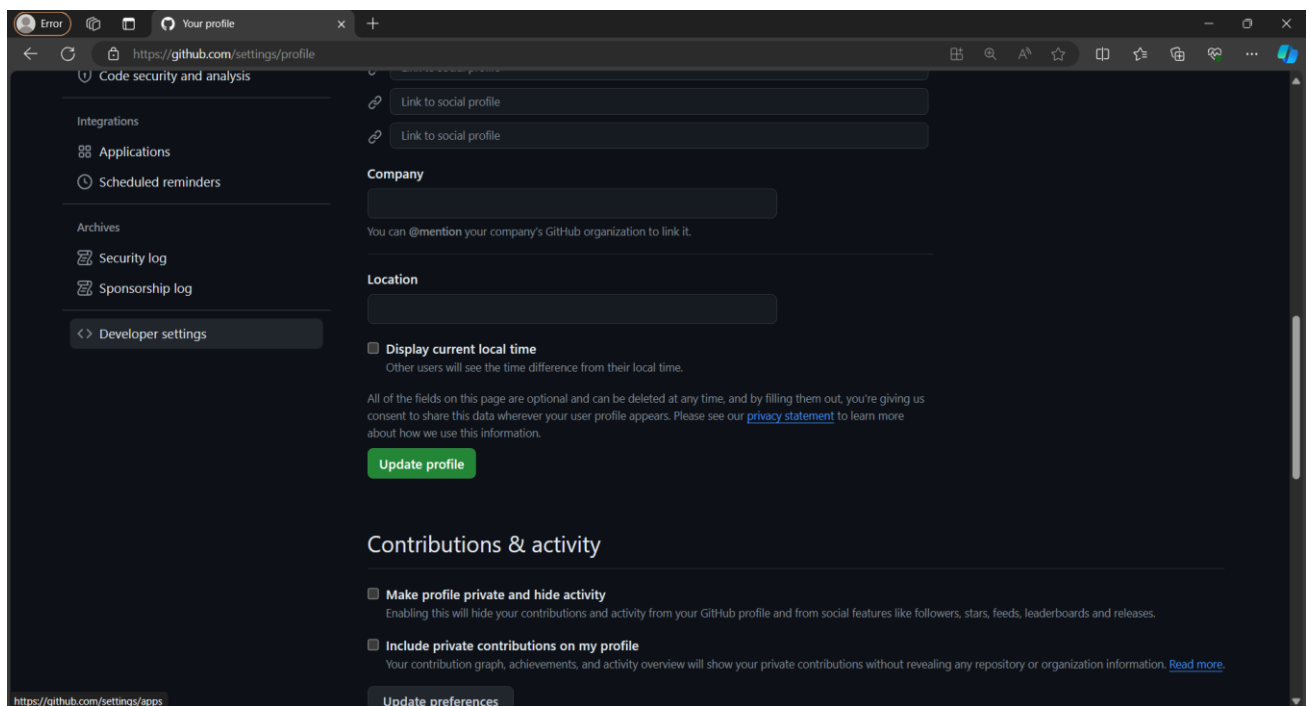 Error
Your profile
https://github.com/settings/profile
Code security and analysis
Integrations
Applications
Scheduled reminders
Archives
Security log
Sponsorship log
Developer settings
Link to social profile
Link to social profile
Link to social profile
Company
You can @mention your company's GitHub organization to link it.
Location
Display current local time
Other users will see the time difference from their local time.
All of the fields on this page are optional and can be deleted at any time, and by filling them out, you're giving us
consent to share this data wherever your user profile appears. Please see our privacy statement to learn more
about how we use this information.
Update profile
Contributions & activity
Make profile private and hide activity
Enabling this will hide your contributions and activity from your GitHub profile and from social features like followers, stars, feeds, leaderboards and releases.
Include private contributions on my profile
Your contribution graph, achievements, and activity overview will show your private contributions without revealing any repository or organization information. Read more.
Update preferences
https://github.com/settings/apps